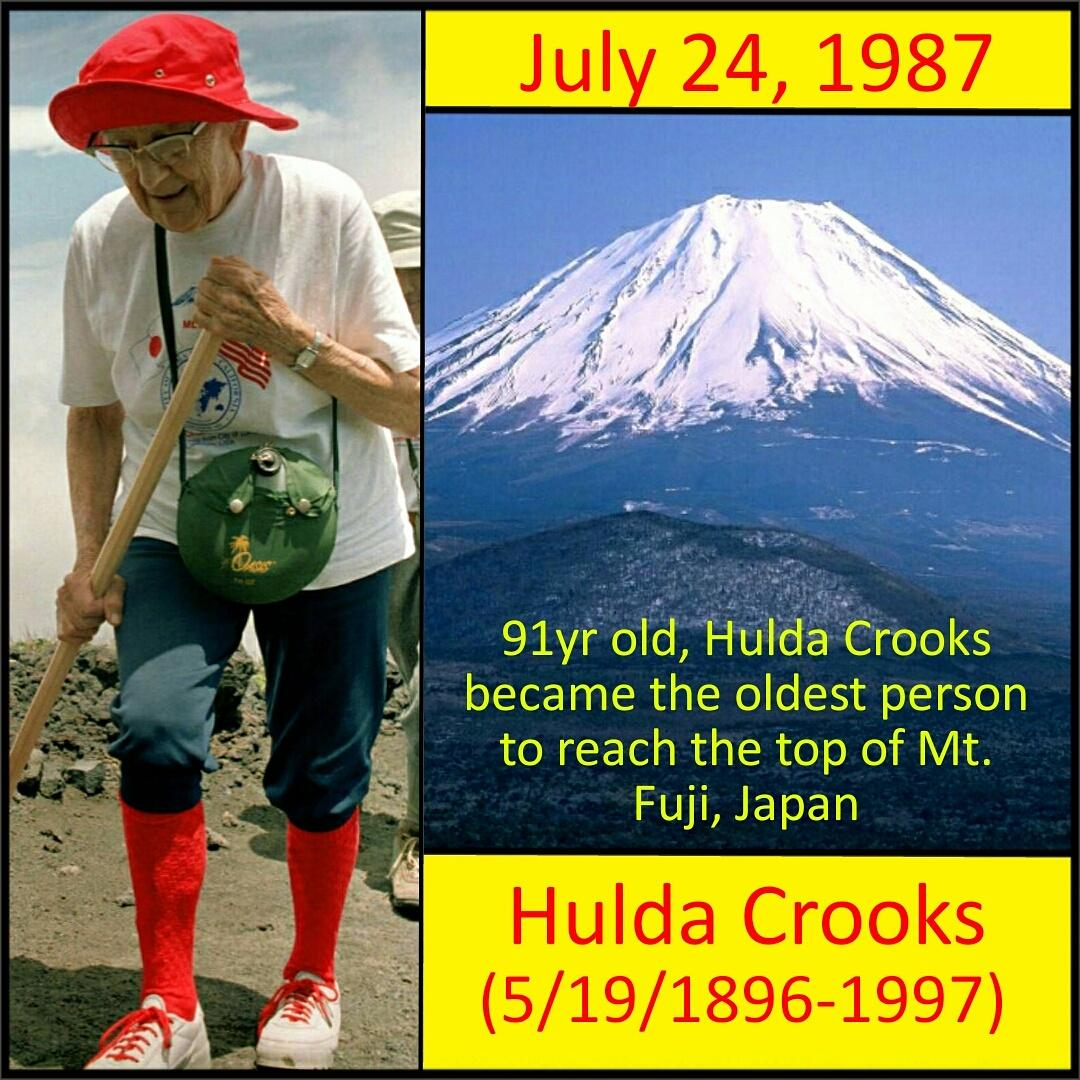 July 24, 1987
Oasis
91yr old, Hulda Crooks
became the oldest person
to reach the top of Mt.
Fuji, Japan
Hulda Crooks
(5/19/1896-1997)